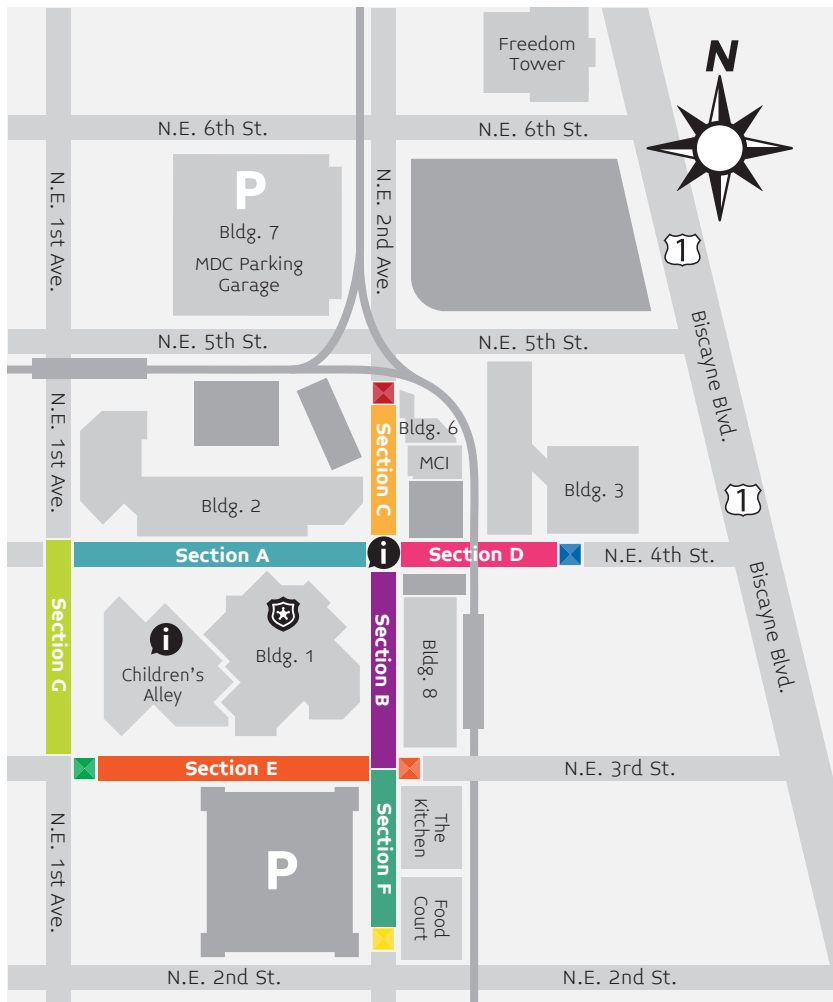 Freedom
Tower
N
N.E. 6th St.
N.E. 6th St.
N.E. 1st Ave.
P
Bldg. 7
MDC Parking
Garage
N.E. 2nd Ave.
1
N.E. 5th St.
N.E. 5th St.
Biscayne Blvd.
N.E. 1st Ave.
Section C
Bldg. 6
MCI
Bldg. 2
Bldg. 3
1
Section A
i
Section D
N.E. 4th St.
Biscayne Blvd.
Section G
i
Children's
Alley
Bldg. 1
Section B
Bldg. 8
Section E
N.E. 3rd St.
N.E. 1st Ave.
P
Section F
The
Kitchen
Food
Court
N.E. 2nd St.
N.E. 2nd St.